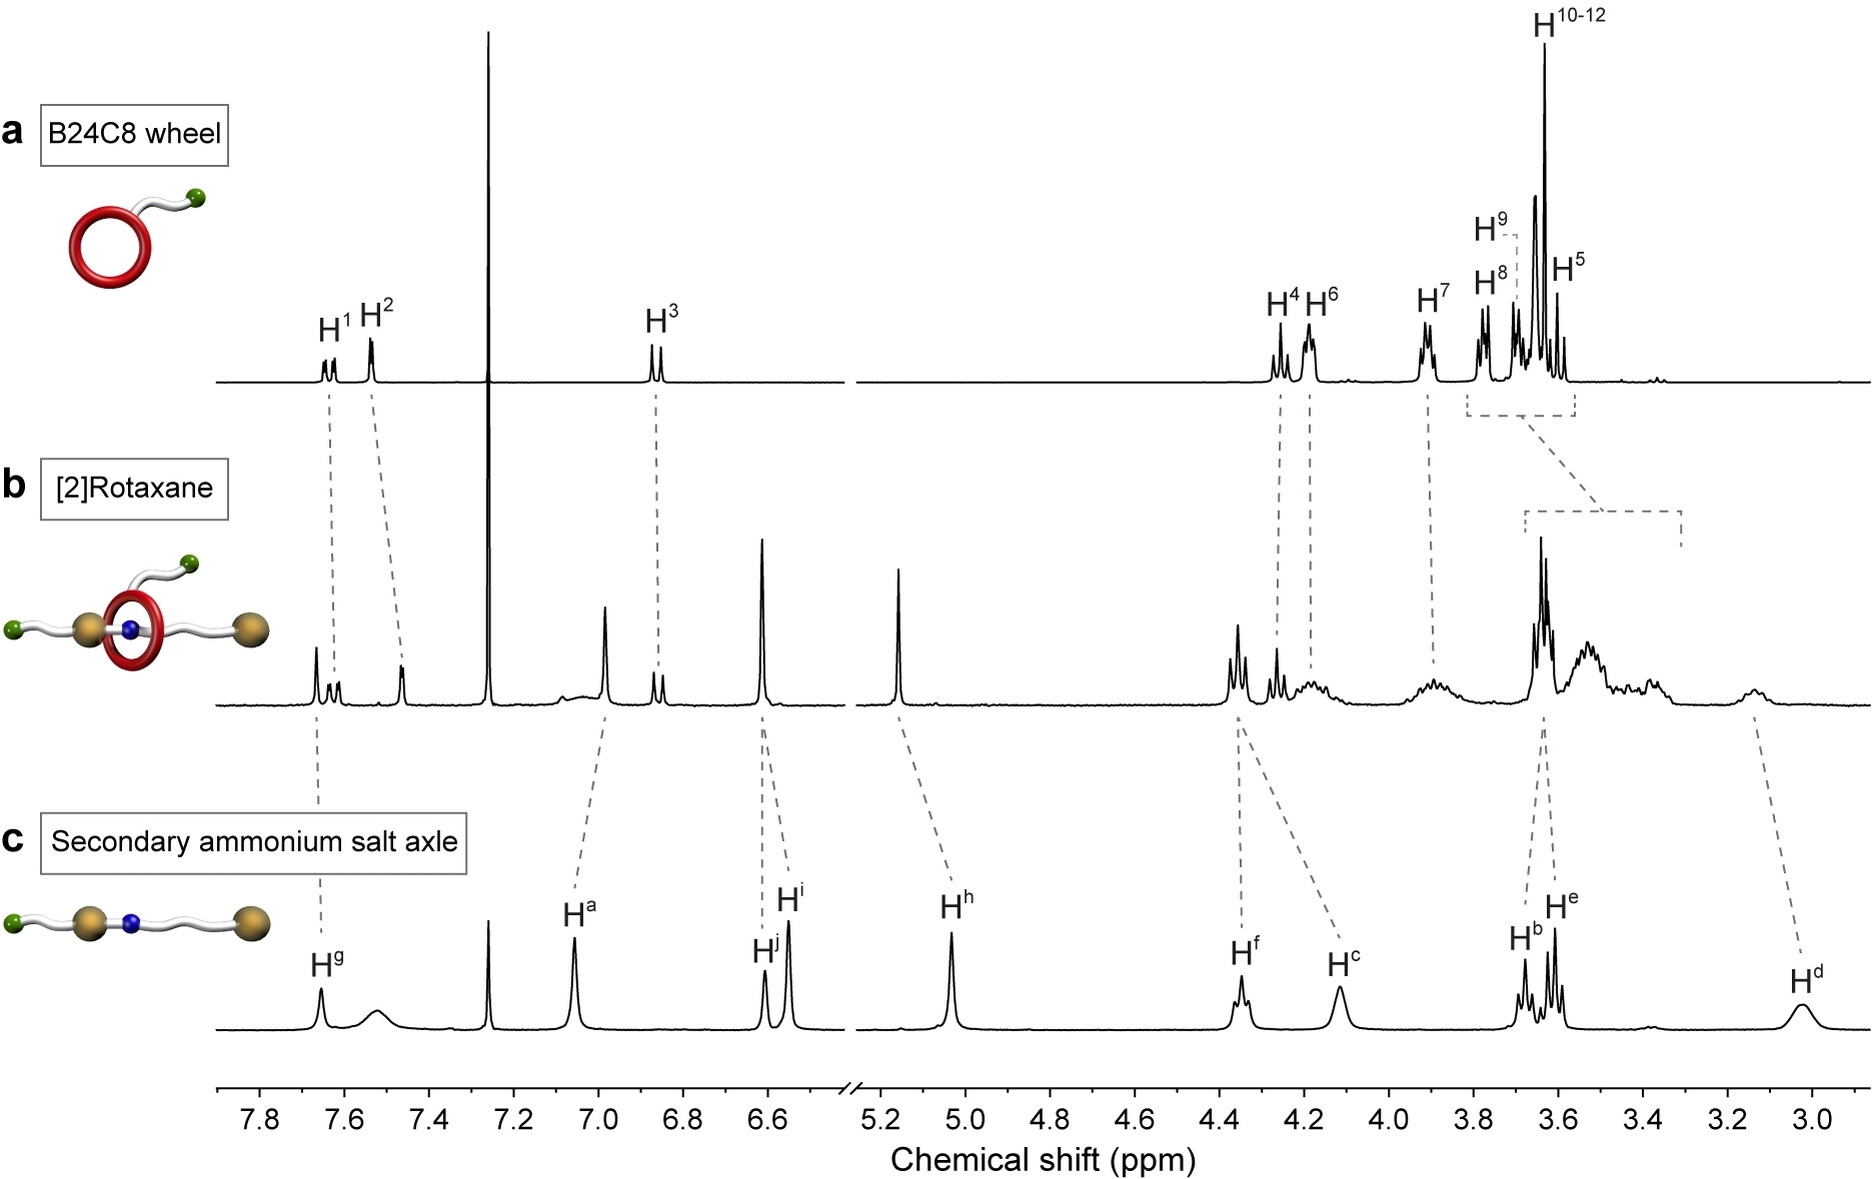 H10-12
a B24C8 wheel
H9
H8
H5
H1 H2 H3 H4 H6 H7
b [2]Rotaxane
c Secondary ammonium salt axle
Hg Ha Hj Hi Hh Hf Hc Hb He Hd
7.8 7.6 7.4 7.2 7.0 6.8 6.6 5.2 5.0 4.8 4.6 4.4 4.2 4.0 3.8 3.6 3.4 3.2 3.0
Chemical shift (ppm)